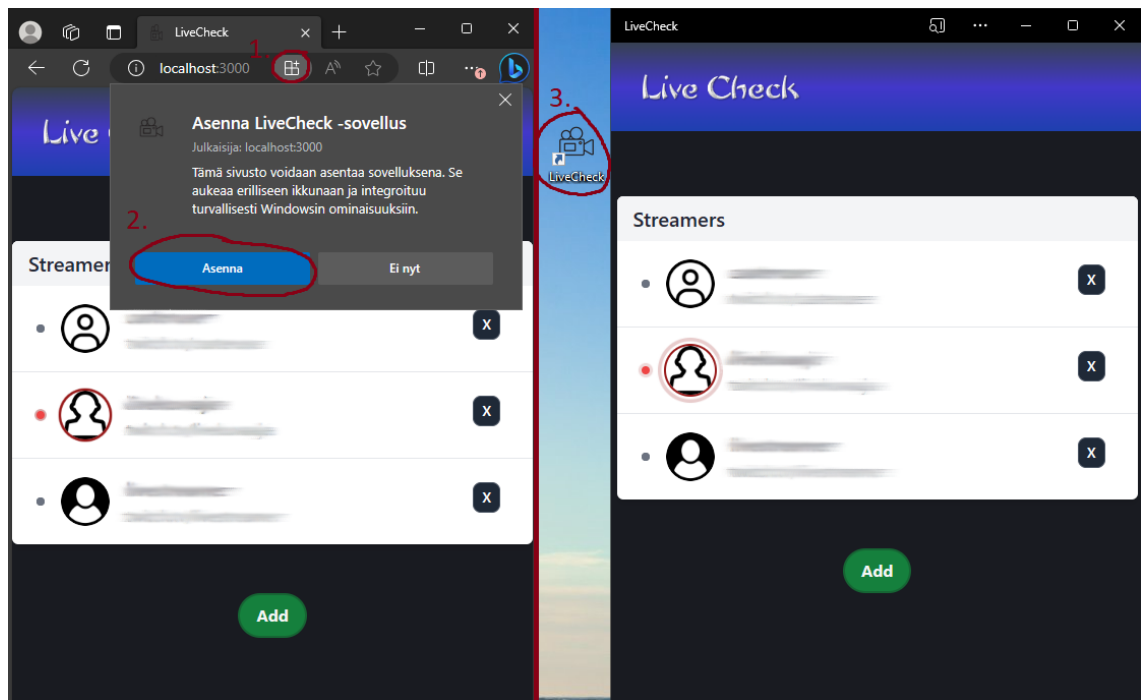 LiveCheck
1.
localhost:3000
Live
Asenna LiveCheck -sovellus
Julkaisija: localhost:3000
Tämä sivusto voidaan asentaa sovelluksena. Se
aukeaa erilliseen ikkunaan ja integroituu
turvallisesti Windowsin ominaisuuksiin.
2.
Asenna
Ei nyt
Streamer
X
X
X
Add
3.
LiveCheck
LiveCheck
Live Check
Streamers
X
X
X
Add